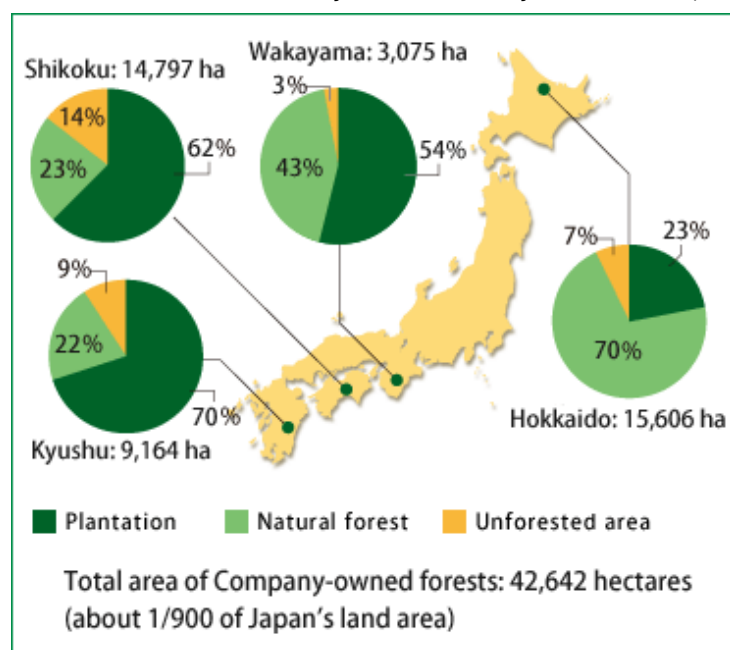 Shikoku: 14,797 ha
14%
23%
62%
Wakayama: 3,075 ha
3%
43%
54%
9%
22%
70%
Kyushu: 9,164 ha
7%
23%
70%
Hokkaido: 15,606 ha
Plantation
Natural forest
Unforested area
Total area of Company-owned forests: 42,642 hectares
(about 1/900 of Japan's land area)